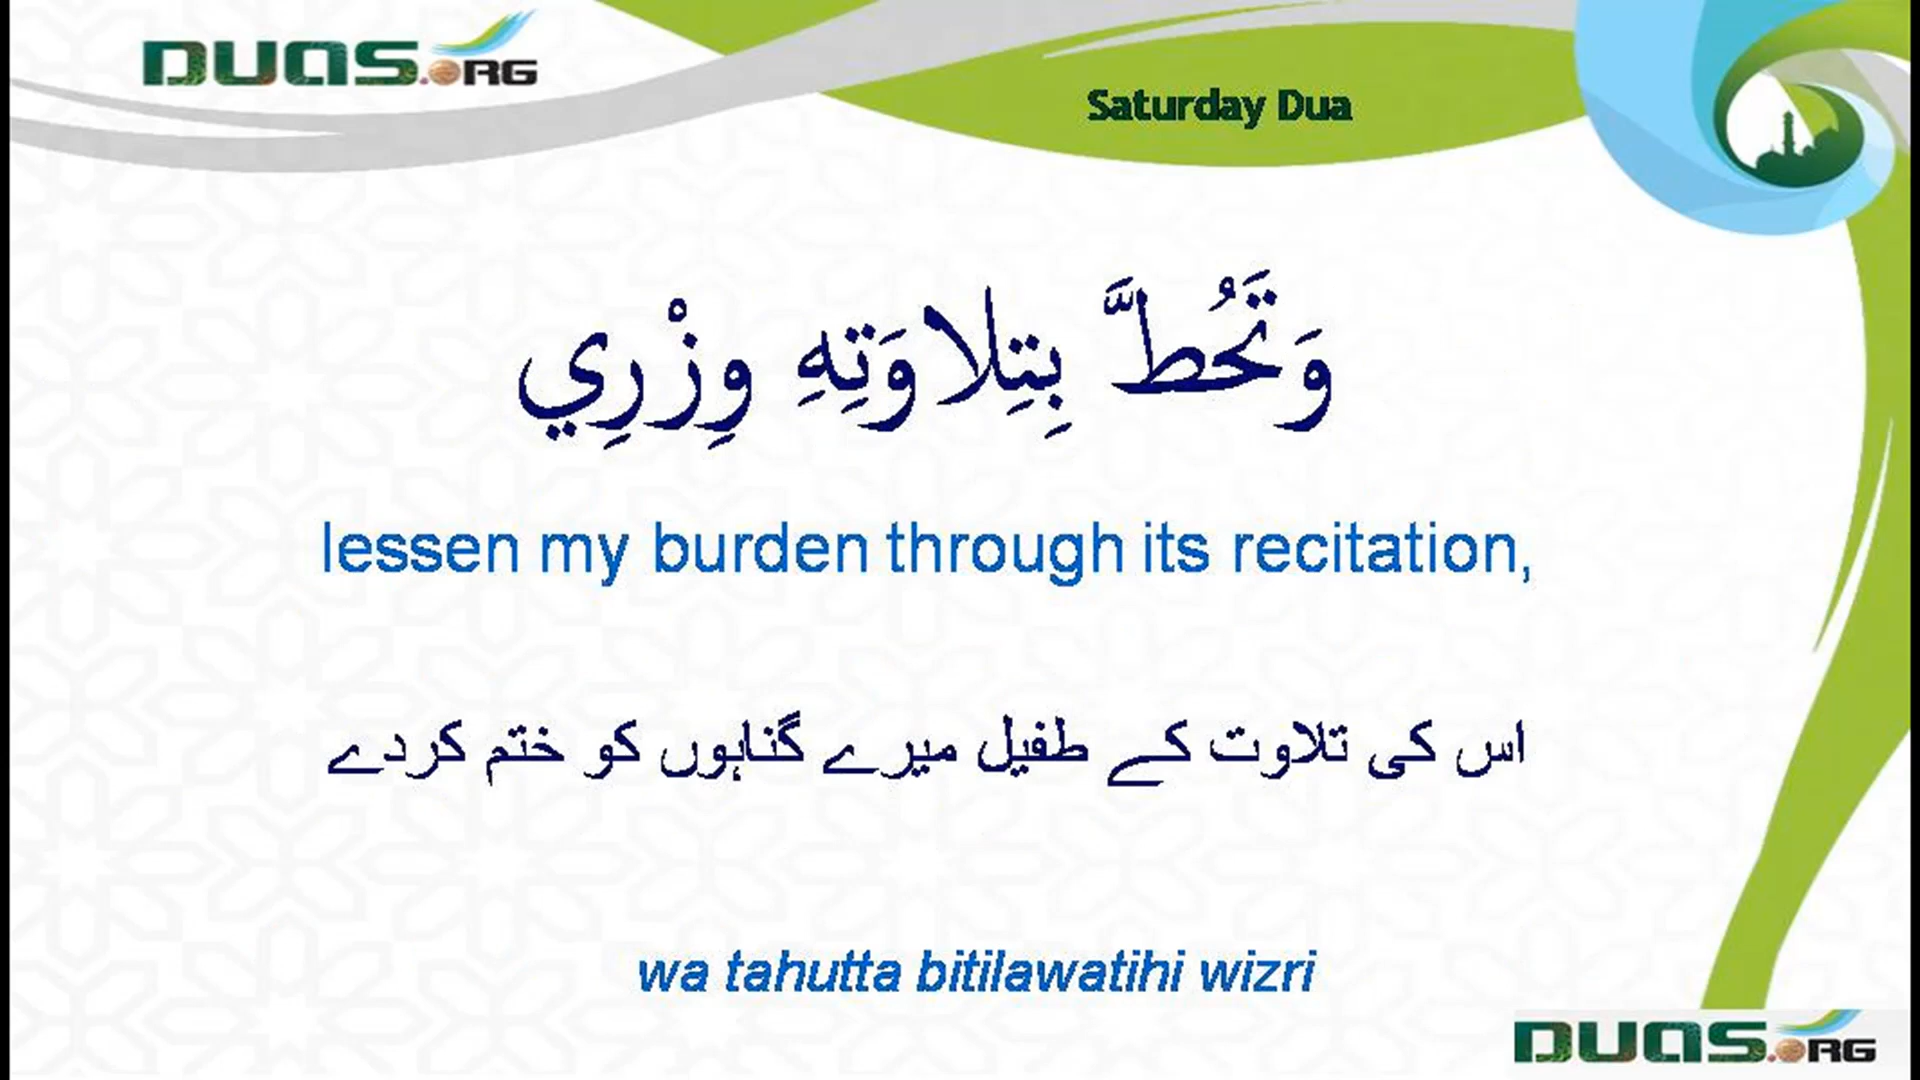 DUAS.ORG
Saturday Dua
وَتَحُطَّ بِتِلاوَتِهِ وِزْرِي
lessen my burden through its recitation,
اس کی تلاوت کے طفیل میرے گناہوں کو ختم کردے
wa tahutta bitilawatihi wizri
DUAS.ORG